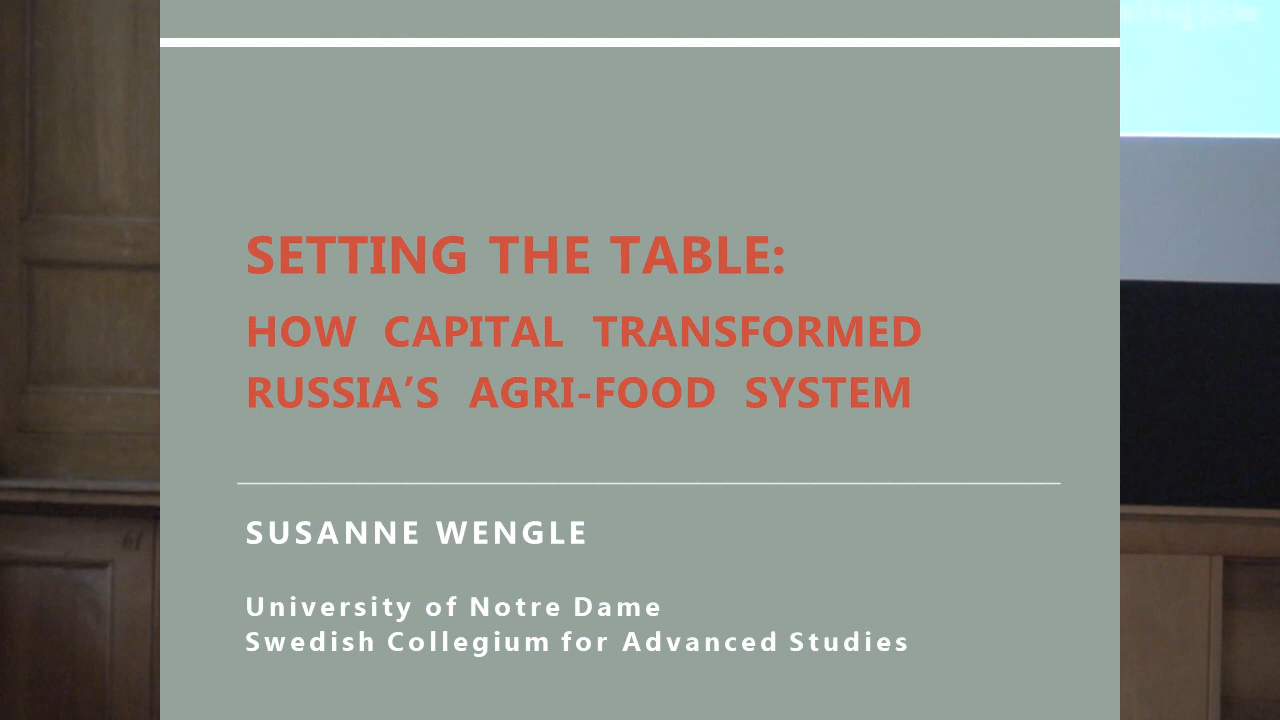 SETTING THE TABLE:
HOW CAPITAL TRANSFORMED
RUSSIA’S AGRI-FOOD SYSTEM
SUSANNE WENGLE
University of Notre Dame
Swedish Collegium for Advanced Studies